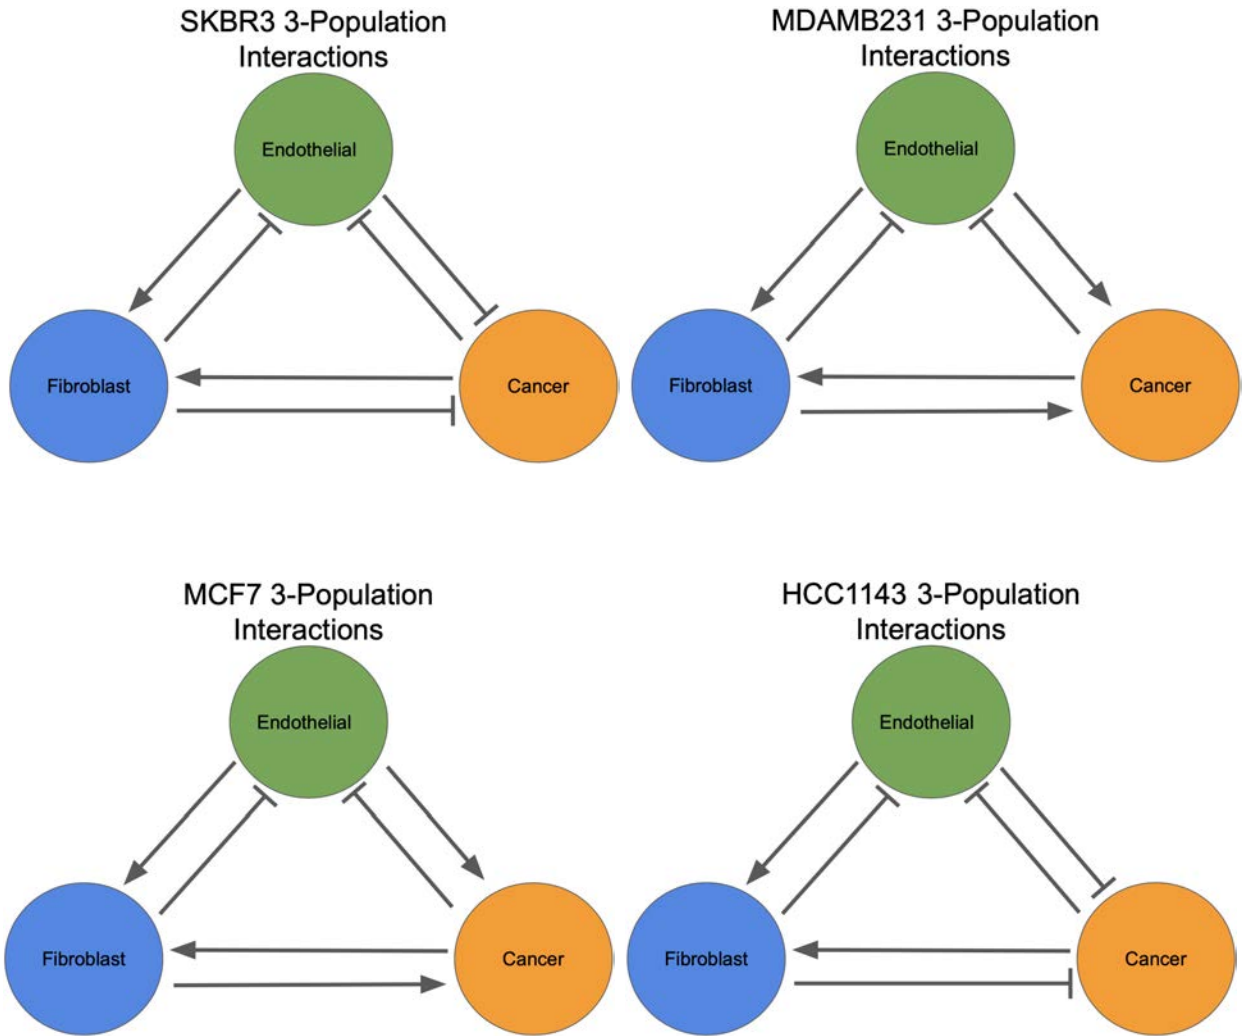 SKBR3 3-Population
Interactions
Endothelial
Fibroblast
Cancer
MDAMB231 3-Population
Interactions
Endothelial
Fibroblast
Cancer
MCF7 3-Population
Interactions
Endothelial
Fibroblast
Cancer
HCC1143 3-Population
Interactions
Endothelial
Fibroblast
Cancer